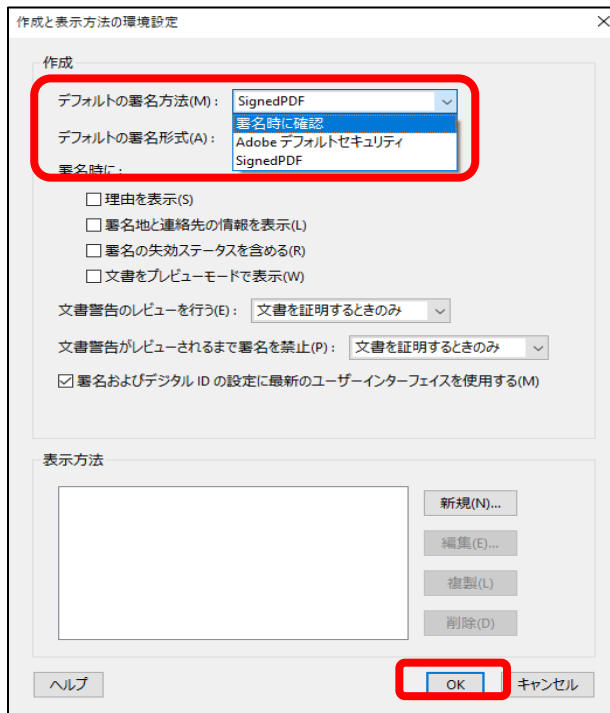 作成と表示方法の環境設定
作成
デフォルトの署名方法(M): SignedPDF
署名時に確認
デフォルトの署名形式(A): Adobe デフォルトセキュリティ
SignedPDF
署名時に:
理由を表示(S)
署名地と連絡先の情報を表示(L)
署名の失効ステータスを含める(R)
文書をプレビューモードで表示(W)
文書警告のレビューを行う(E): 文書を証明するときのみ
文書警告がレビューされるまで署名を禁止(P): 文書を証明するときのみ
署名およびデジタル ID の設定に最新のユーザーインターフェイスを使用する(M)
表示方法
新規(N)...
編集(E)...
複製(L)
削除(D)
ヘルプ OK キャンセル